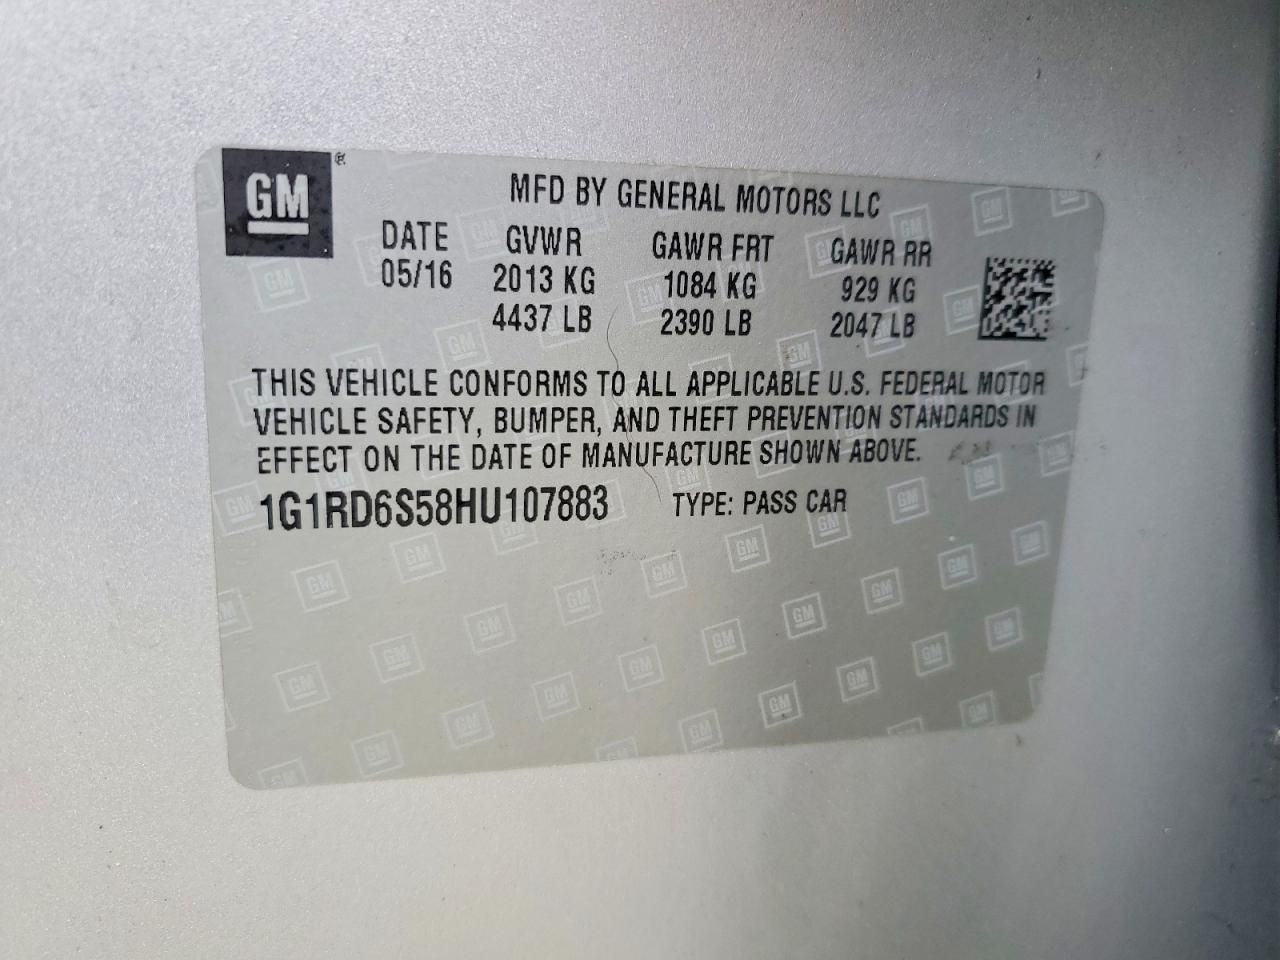 GM ®
MFD BY GENERAL MOTORS LLC
DATE GVWR GAWR FRT GAWR RR
05/16 2013 KG 1084 KG 929 KG
4437 LB 2390 LB 2047 LB
THIS VEHICLE CONFORMS TO ALL APPLICABLE U.S. FEDERAL MOTOR
VEHICLE SAFETY, BUMPER, AND THEFT PREVENTION STANDARDS IN
EFFECT ON THE DATE OF MANUFACTURE SHOWN ABOVE.
1G1RD6S58HU107883 TYPE: PASS CAR